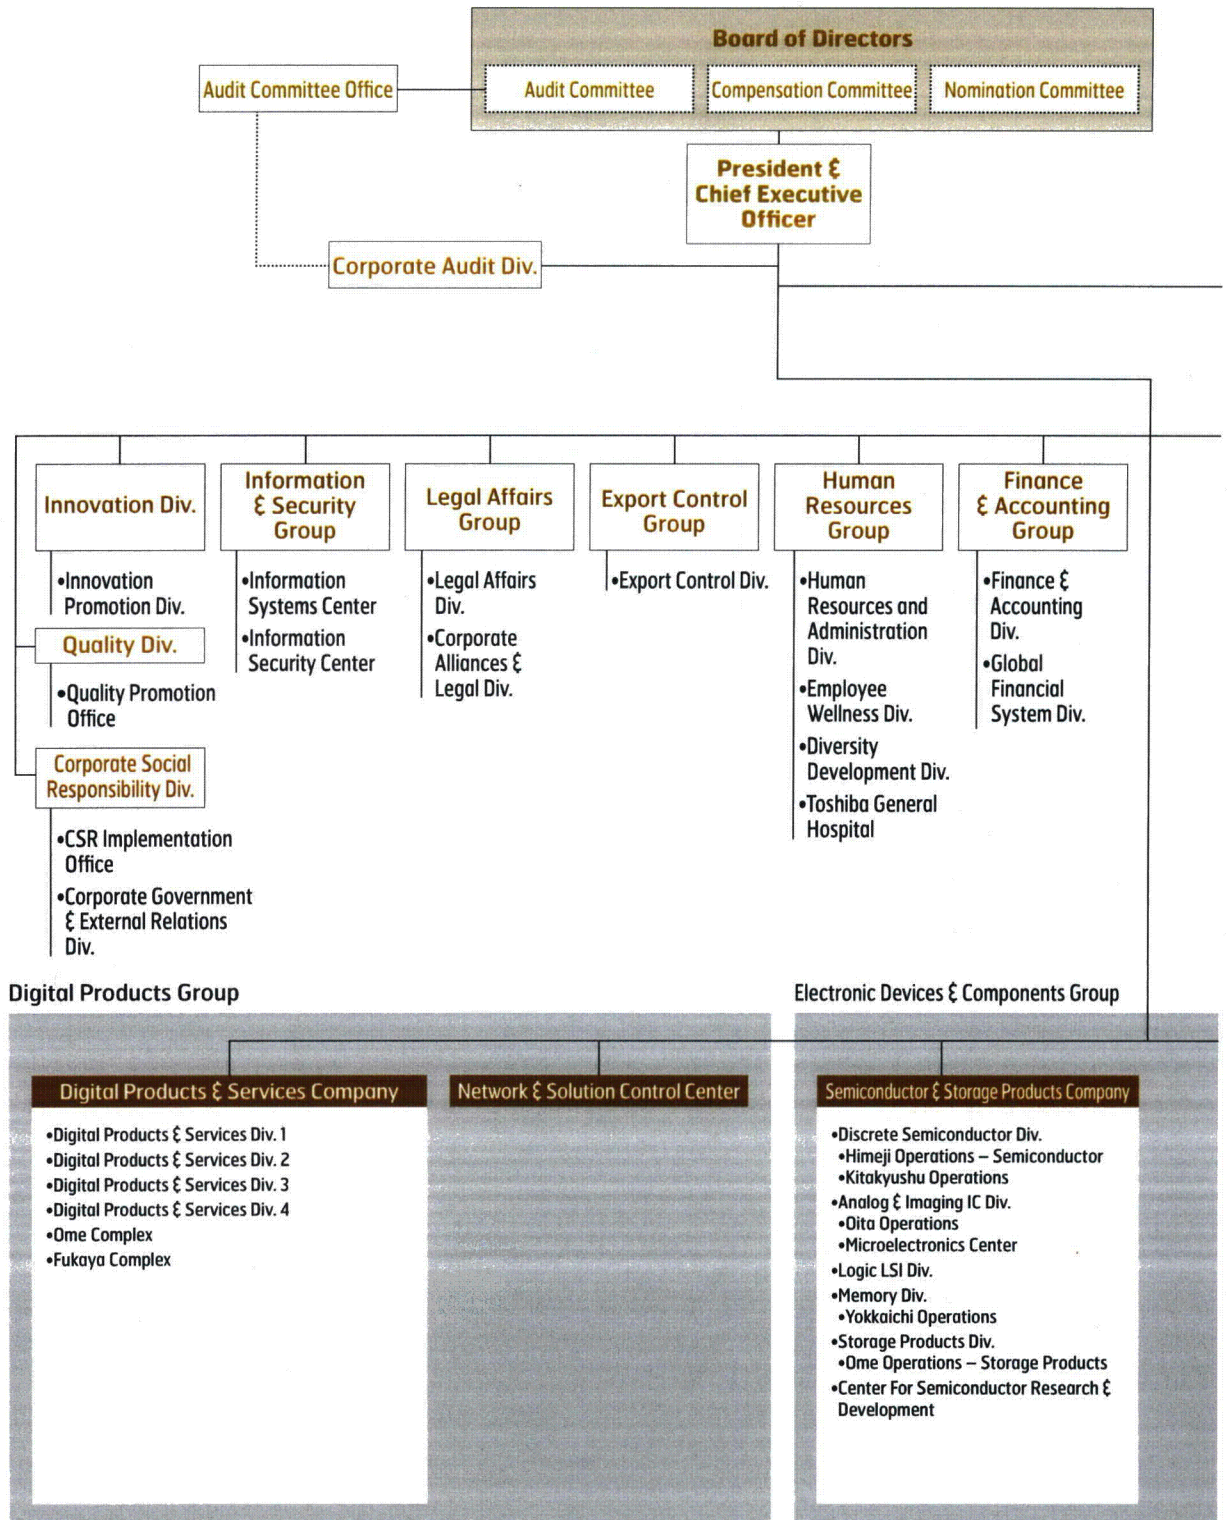 Board of Directors
Audit Committee Office
Audit Committee
Compensation Committee
Nomination Committee
President &
Chief Executive
Officer
Corporate Audit Div.
Innovation Div.
•Innovation
Promotion Div.
Quality Div.
•Quality Promotion
Office
Corporate Social
Responsibility Div.
•CSR Implementation
Office
•Corporate Government
& External Relations
Div.
Information
& Security
Group
•Information
Systems Center
•Information
Security Center
Legal Affairs
Group
•Legal Affairs
Div.
•Corporate
Alliances &
Legal Div.
Export Control
Group
•Export Control Div.
Human
Resources
Group
•Human
Resources and
Administration
Div.
•Employee
Wellness Div.
•Diversity
Development Div.
•Toshiba General
Hospital
Finance
& Accounting
Group
•Finance &
Accounting
Div.
•Global
Financial
System Div.
Digital Products Group
Digital Products & Services Company
•Digital Products & Services Div. 1
•Digital Products & Services Div. 2
•Digital Products & Services Div. 3
•Digital Products & Services Div. 4
•Ome Complex
•Fukaya Complex
Network & Solution Control Center
Electronic Devices & Components Group
Semiconductor & Storage Products Company
•Discrete Semiconductor Div.
•Himeji Operations – Semiconductor
•Kitakyushu Operations
•Analog & Imaging IC Div.
•Oita Operations
•Microelectronics Center
•Logic LSI Div.
•Memory Div.
•Yokkaichi Operations
•Storage Products Div.
•Ome Operations – Storage Products
•Center For Semiconductor Research &
Development